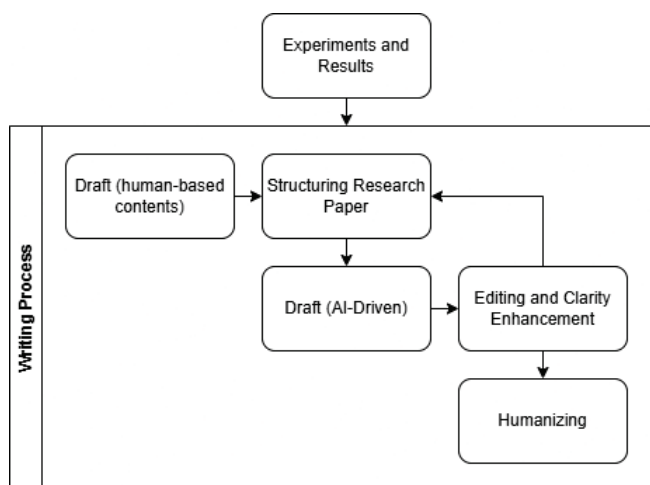 Experiments and
Results
Writing Process
Draft (human-based
contents)
Structuring Research
Paper
Draft (AI-Driven)
Editing and Clarity
Enhancement
Humanizing